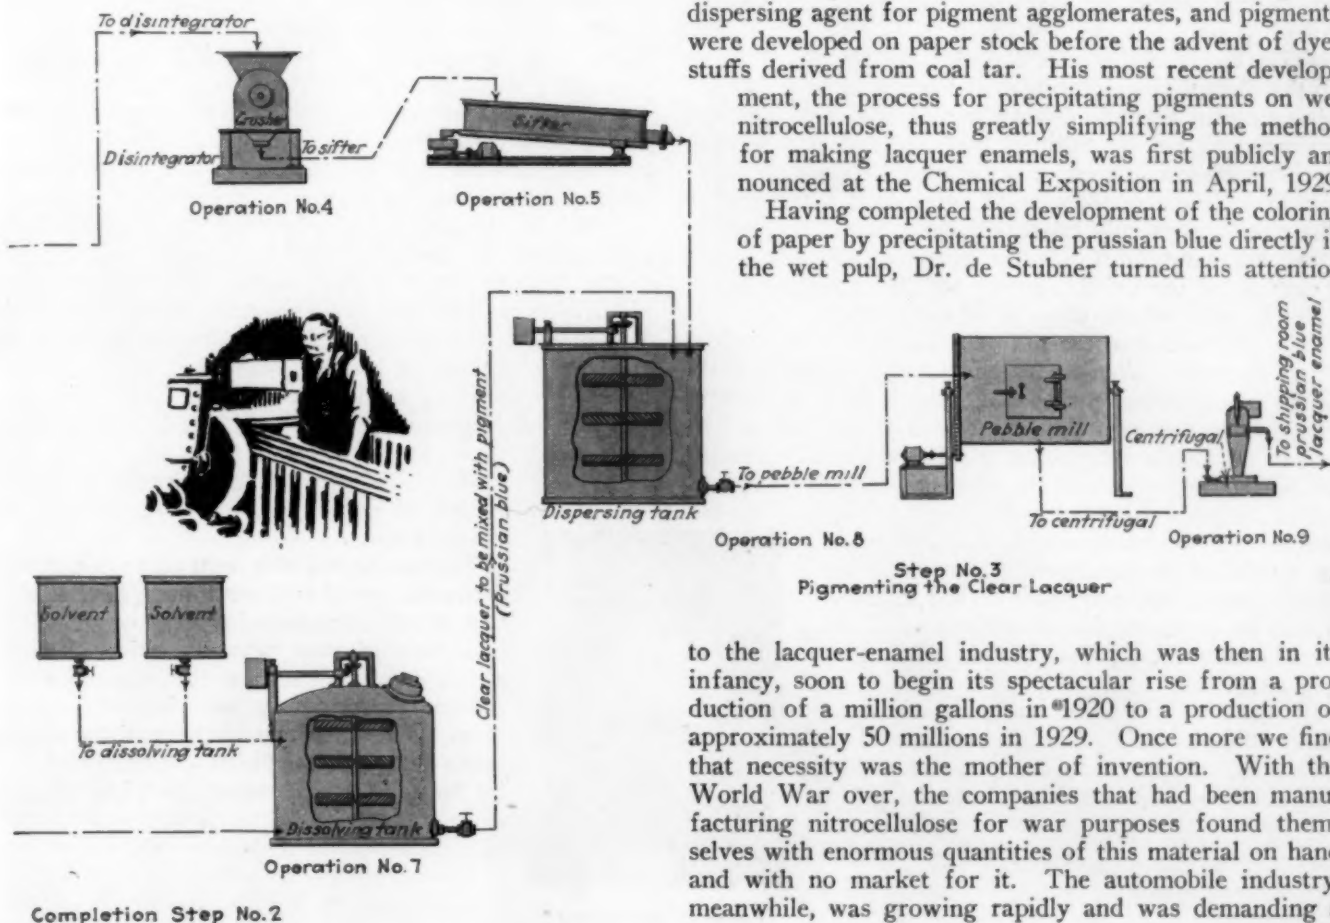 To disintegrator
Crusher
Disintegrator
To sifter
Operation No.4
Sifter
Operation No.5
dispersing agent for pigment agglomerates, and pigment
were developed on paper stock before the advent of dye
stuffs derived from coal tar. His most recent develop
ment, the process for precipitating pigments on we
nitrocellulose, thus greatly simplifying the metho
for making lacquer enamels, was first publicly an
nounced at the Chemical Exposition in April, 1929
Having completed the development of the colorin
of paper by precipitating the prussian blue directly i
the wet pulp, Dr. de Stubner turned his attentio
Clear lacquer to be mixed with pigment
(Prussian blue)
Dispersing tank
To pebble mill
Operation No.8
Pebble mill
To centrifugal
Centrifugal
Operation No.9
To shipping room
prussian blue
lacquer enamel
Step No.3
Pigmenting the Clear Lacquer
Solvent
Solvent
To dissolving tank
Dissolving tank
Operation No.7
Completion Step No.2
to the lacquer-enamel industry, which was then in it
infancy, soon to begin its spectacular rise from a pro
duction of a million gallons in 1920 to a production o
approximately 50 millions in 1929. Once more we fin
that necessity was the mother of invention. With th
World War over, the companies that had been manu
facturing nitrocellulose for war purposes found them
selves with enormous quantities of this material on han
and with no market for it. The automobile industry
meanwhile, was growing rapidly and was demanding